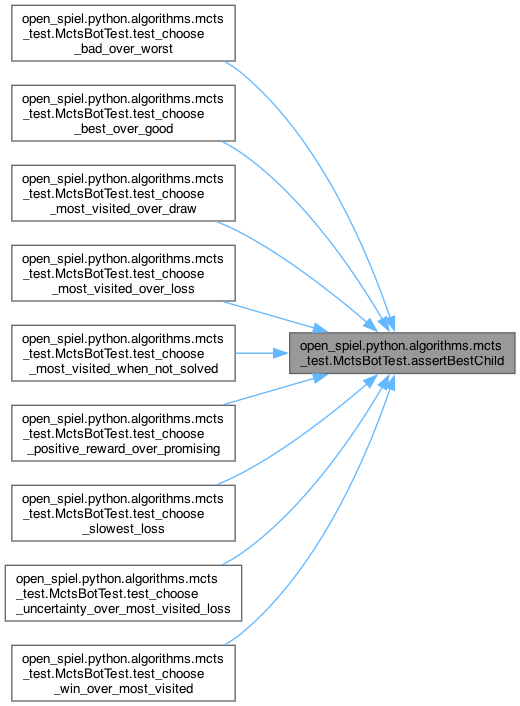 open_spiel.python.algorithms.mcts
_test.MctsBotTest.test_choose
_bad_over_worst
open_spiel.python.algorithms.mcts
_test.MctsBotTest.test_choose
_best_over_good
open_spiel.python.algorithms.mcts
_test.MctsBotTest.test_choose
_most_visited_over_draw
open_spiel.python.algorithms.mcts
_test.MctsBotTest.test_choose
_most_visited_over_loss
open_spiel.python.algorithms.mcts
_test.MctsBotTest.test_choose
_most_visited_when_not_solved
open_spiel.python.algorithms.mcts
_test.MctsBotTest.assertBestChild
open_spiel.python.algorithms.mcts
_test.MctsBotTest.test_choose
_positive_reward_over_promising
open_spiel.python.algorithms.mcts
_test.MctsBotTest.test_choose
_slowest_loss
open_spiel.python.algorithms.mcts
_test.MctsBotTest.test_choose
_uncertainty_over_most_visited_loss
open_spiel.python.algorithms.mcts
_test.MctsBotTest.test_choose
_win_over_most_visited